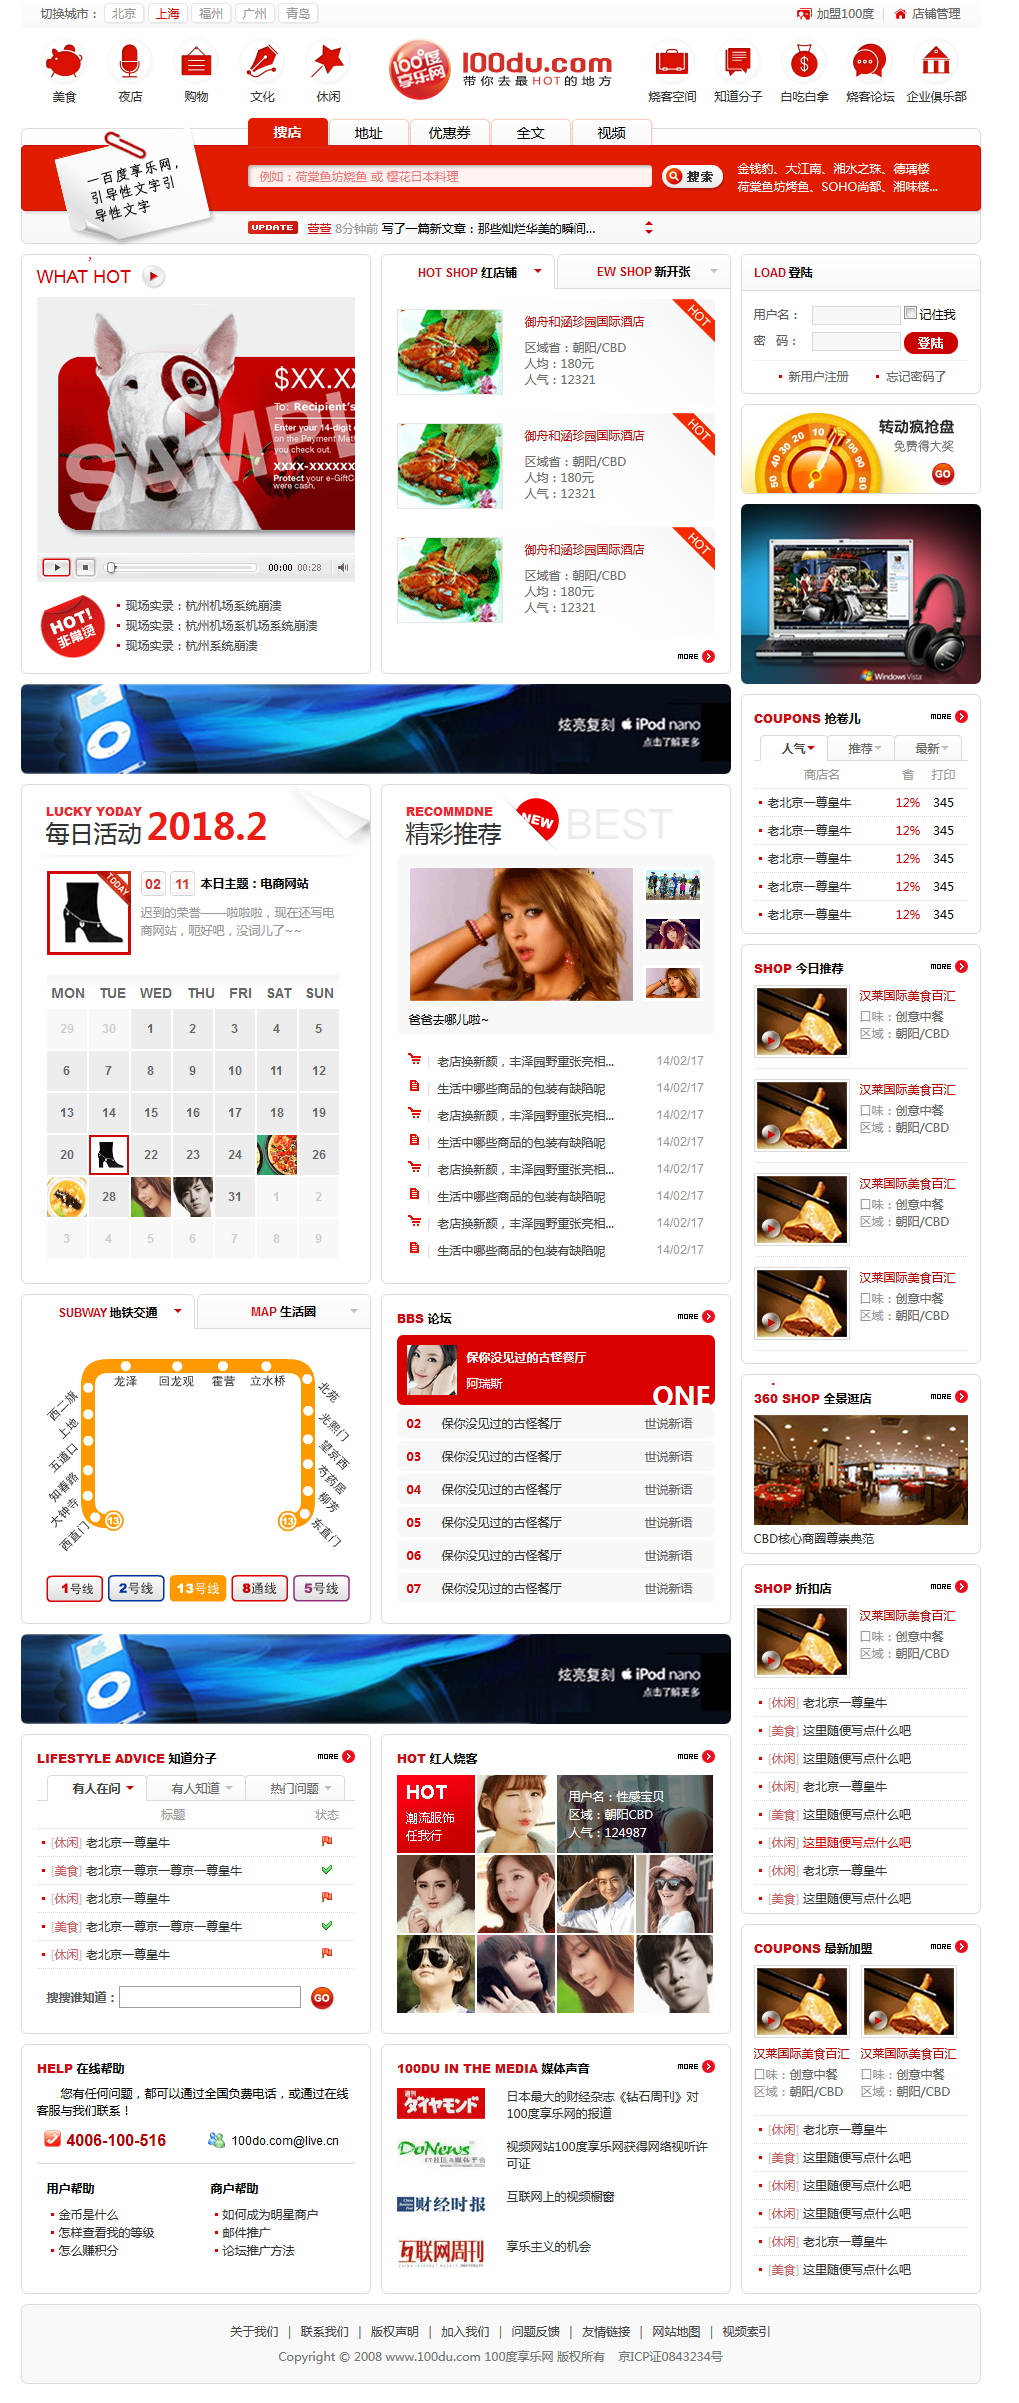 切换城市： 北京 上海 福州 广州 青岛
加盟100度 | 店铺管理
美食 夜店 购物 文化 休闲
100度享乐网
100du.com
带你去最HOT的地方
烧客空间 知道分子 白吃白拿 烧客论坛 企业俱乐部
搜店 地址 优惠券 全文 视频
一百度享乐网，
引导性文字引
导性文字
例如：荷棠鱼坊烧鱼 或 樱花日本料理
搜索
金钱豹、大江南、湘水之珠、德瑀楼
荷棠鱼坊烤鱼、SOHO尚都、湘味楼...
UPDATE 萱萱 8分钟前 写了一篇新文章：那些灿烂华美的瞬间...
WHAT HOT
$XX.XX
To: Recipient's
Enter your 14-digit
on the Payment Met
you check out.
XXXX-XXXXXX
Protect your e-GiftC
were cash.
SAMPL
00:00 00:28
HOT!
非常烫
现场实录：杭州机场系统崩溃
现场实录：杭州机场系机场系统崩溃
现场实录：杭州系统崩溃
HOT SHOP 红店铺
EW SHOP 新开张
HOT
御舟和涵珍园国际酒店
区域省：朝阳/CBD
人均：180元
人气：12321
HOT
御舟和涵珍园国际酒店
区域省：朝阳/CBD
人均：180元
人气：12321
HOT
御舟和涵珍园国际酒店
区域省：朝阳/CBD
人均：180元
人气：12321
MORE
LOAD 登陆
用户名： 记住我
密 码： 登陆
新用户注册 忘记密码了
转动疯抢盘
免费得大奖
GO
10 20 30 40 50 10 90 100 80
Windows Vista
炫亮复刻 iPod nano
点击了解更多
COUPONS 抢卷儿 MORE
人气 推荐 最新
商店名 省 打印
老北京一尊皇牛 12% 345
老北京一尊皇牛 12% 345
老北京一尊皇牛 12% 345
老北京一尊皇牛 12% 345
老北京一尊皇牛 12% 345
LUCKY YODAY
每日活动 2018.2
TODAY
02 11 本日主题：电商网站
迟到的荣誉——啦啦啦，现在还写电
商网站，呃好吧，没词儿了~~
MON TUE WED THU FRI SAT SUN
29 30 1 2 3 4 5
6 7 8 9 10 11 12
13 14 15 16 17 18 19
20 22 23 24 26
28 31 1 2
3 4 5 6 7 8 9
RECOMMDNE
精彩推荐 NEW BEST
爸爸去哪儿啦~
老店换新颜，丰泽园野重张亮相... 14/02/17
生活中哪些商品的包装有缺陷呢 14/02/17
老店换新颜，丰泽园野重张亮相... 14/02/17
生活中哪些商品的包装有缺陷呢 14/02/17
老店换新颜，丰泽园野重张亮相... 14/02/17
生活中哪些商品的包装有缺陷呢 14/02/17
老店换新颜，丰泽园野重张亮相... 14/02/17
生活中哪些商品的包装有缺陷呢 14/02/17
SHOP 今日推荐 MORE
汉莱国际美食百汇
口味：创意中餐
区域：朝阳/CBD
汉莱国际美食百汇
口味：创意中餐
区域：朝阳/CBD
汉莱国际美食百汇
口味：创意中餐
区域：朝阳/CBD
汉莱国际美食百汇
口味：创意中餐
区域：朝阳/CBD
SUBWAY 地铁交通
MAP 生活圈
龙泽 回龙观 霍营 立水桥
西二旗
上地
五道口
知春路
大钟寺
西直门
北苑
光熙门
望京西
芍药居
柳芳
东直门
13 13
1号线 2号线 13号线 8通线 5号线
BBS 论坛 MORE
保你没见过的古怪餐厅
阿瑞斯
ONE
02 保你没见过的古怪餐厅 世说新语
03 保你没见过的古怪餐厅 世说新语
04 保你没见过的古怪餐厅 世说新语
05 保你没见过的古怪餐厅 世说新语
06 保你没见过的古怪餐厅 世说新语
07 保你没见过的古怪餐厅 世说新语
360 SHOP 全景逛店 MORE
CBD核心商圈尊崇典范
SHOP 折扣店 MORE
汉莱国际美食百汇
口味：创意中餐
区域：朝阳/CBD
[休闲] 老北京一尊皇牛
[美食] 这里随便写点什么吧
[休闲] 这里随便写点什么吧
[休闲] 老北京一尊皇牛
[美食] 这里随便写点什么吧
[休闲] 这里随便写点什么吧
[休闲] 老北京一尊皇牛
[美食] 这里随便写点什么吧
炫亮复刻 iPod nano
点击了解更多
LIFESTYLE ADVICE 知道分子 MORE
有人在问 有人知道 热门问题
标题 状态
[休闲] 老北京一尊皇牛
[美食] 老北京一尊京一尊京一尊皇牛
[休闲] 老北京一尊皇牛
[美食] 老北京一尊京一尊京一尊皇牛
[休闲] 老北京一尊皇牛
搜搜谁知道： GO
HOT 红人烧客 MORE
HOT
潮流服饰
任我行
用户名：性感宝贝
区域：朝阳CBD
人气：124987
COUPONS 最新加盟 MORE
汉莱国际美食百汇 汉莱国际美食百汇
口味：创意中餐 口味：创意中餐
区域：朝阳/CBD 区域：朝阳/CBD
[休闲] 老北京一尊皇牛
[美食] 这里随便写点什么吧
[休闲] 这里随便写点什么吧
[休闲] 这里随便写点什么吧
[休闲] 老北京一尊皇牛
[美食] 这里随便写点什么吧
HELP 在线帮助
您有任何问题，都可以通过全国负费电话，或通过在线
客服与我们联系！
4006-100-516 100do.com@live.cn
用户帮助 商户帮助
金币是什么 如何成为明星商户
怎样查看我的等级 邮件推广
怎么赚积分 论坛推广方法
100DU IN THE MEDIA 媒体声音 MORE
週刊
ダイヤモンド
日本最大的财经杂志《钻石周刊》对
100度享乐网的报道
DoNews
视频网站100度享乐网获得网络视听许
可证
财经时报
互联网上的视频橱窗
互联网周刊
享乐主义的机会
关于我们 | 联系我们 | 版权声明 | 加入我们 | 问题反馈 | 友情链接 | 网站地图 | 视频索引
Copyright © 2008 www.100du.com 100度享乐网 版权所有 京ICP证0843234号